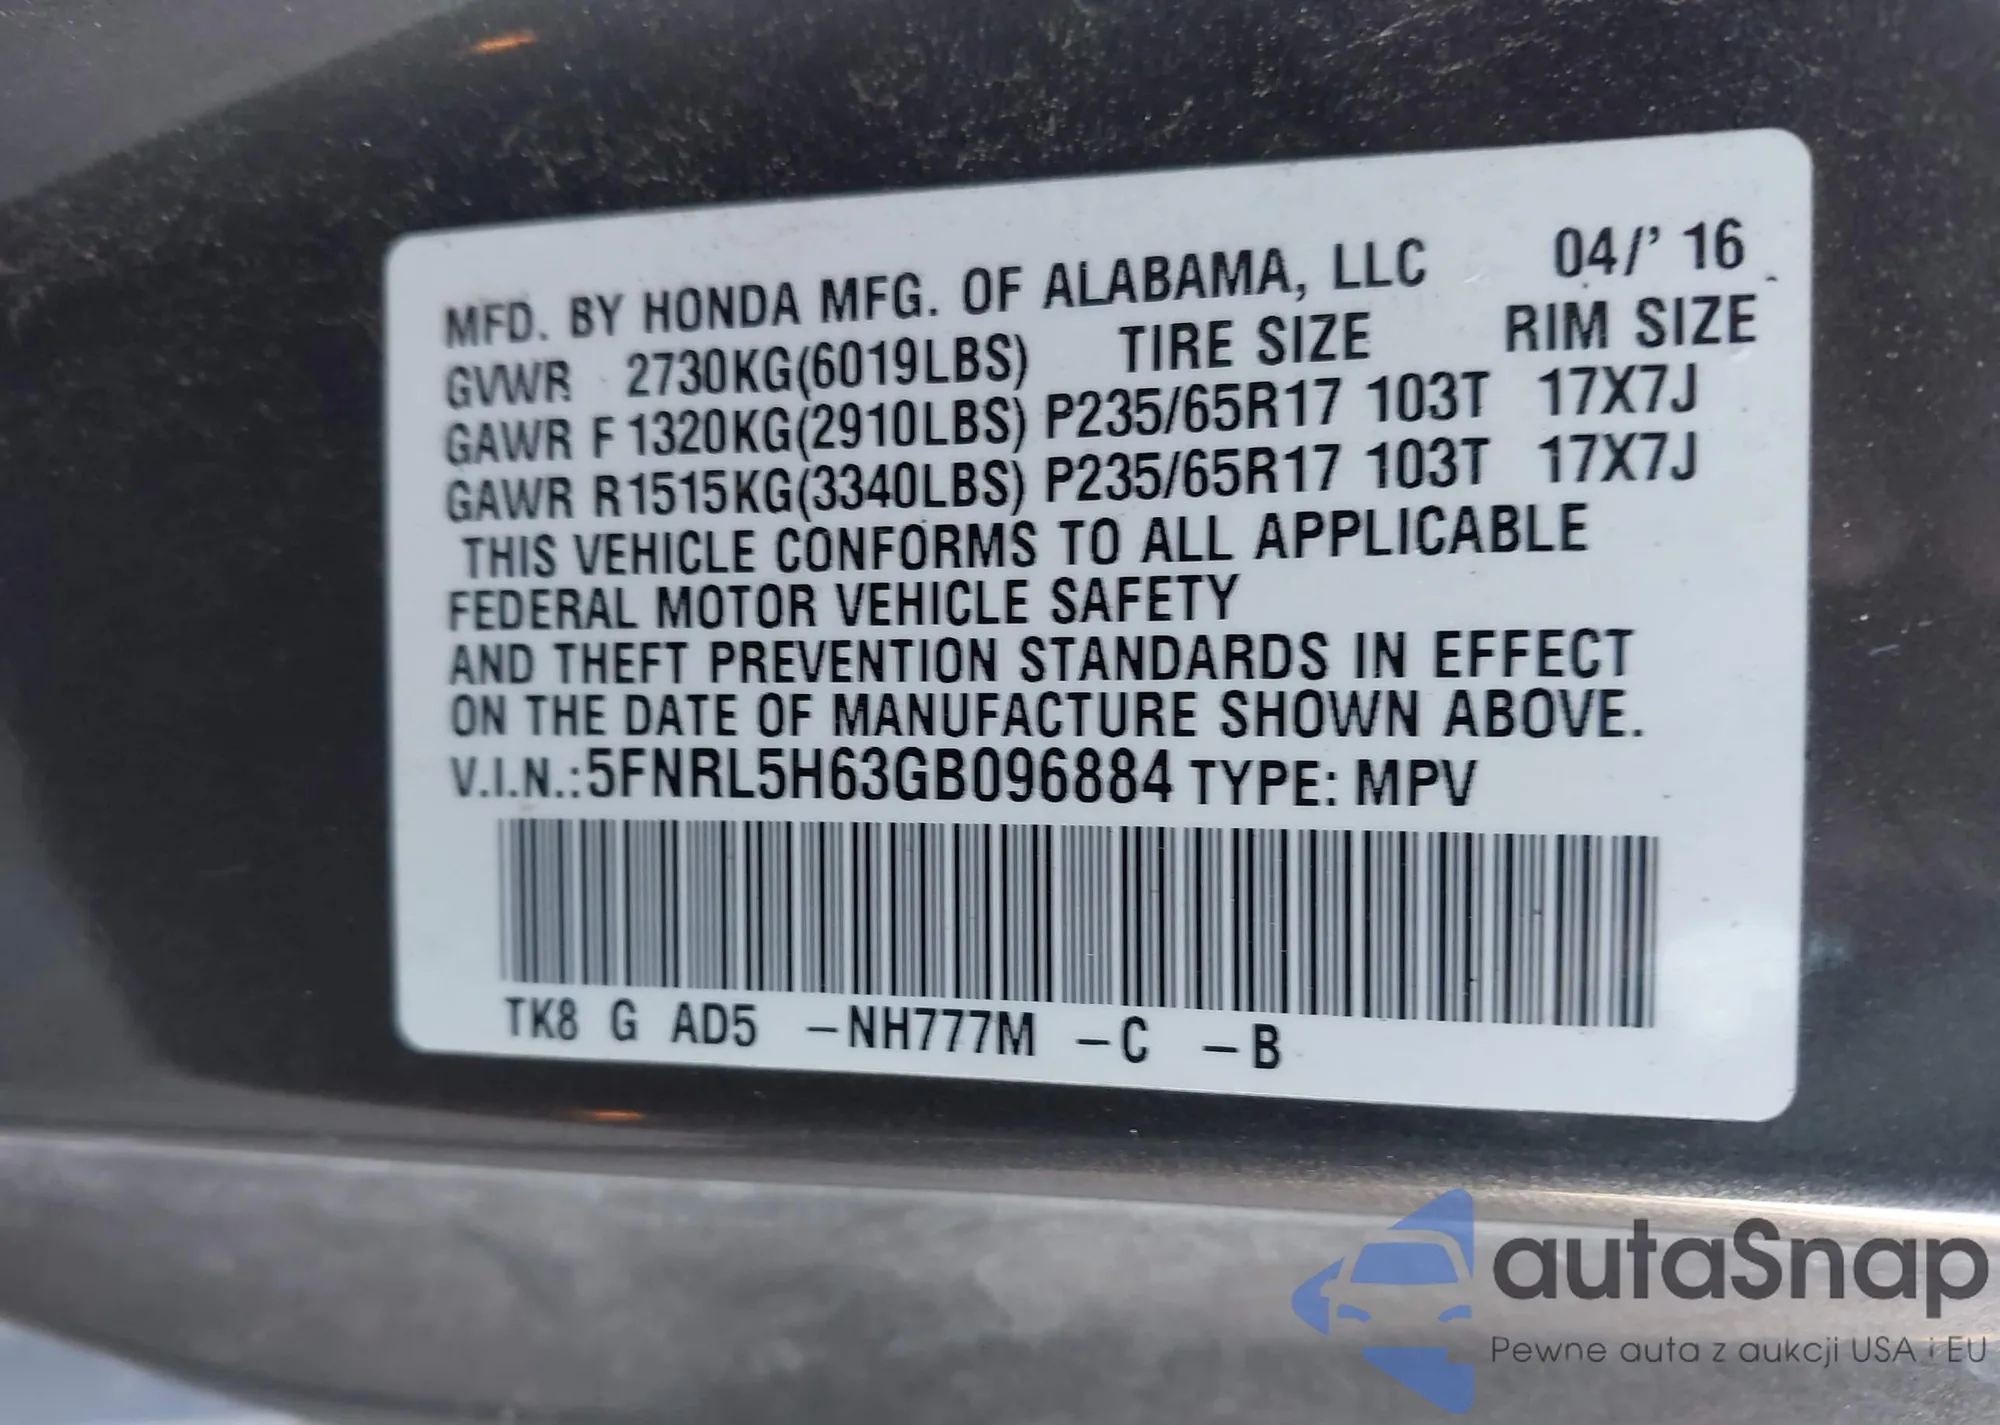 MFD. BY HONDA MFG. OF ALABAMA, LLC 04/' 16
GVWR 2730KG(6019LBS) TIRE SIZE RIM SIZE
GAWR F 1320KG(2910LBS) P235/65R17 103T 17X7J
GAWR R1515KG(3340LBS) P235/65R17 103T 17X7J
THIS VEHICLE CONFORMS TO ALL APPLICABLE
FEDERAL MOTOR VEHICLE SAFETY
AND THEFT PREVENTION STANDARDS IN EFFECT
ON THE DATE OF MANUFACTURE SHOWN ABOVE.
V.I.N.:5FNRL5H63GB096884 TYPE: MPV
TK8 G AD5 –NH777M –C –B
autaSnap
Pewne auta z aukcji USA i EU